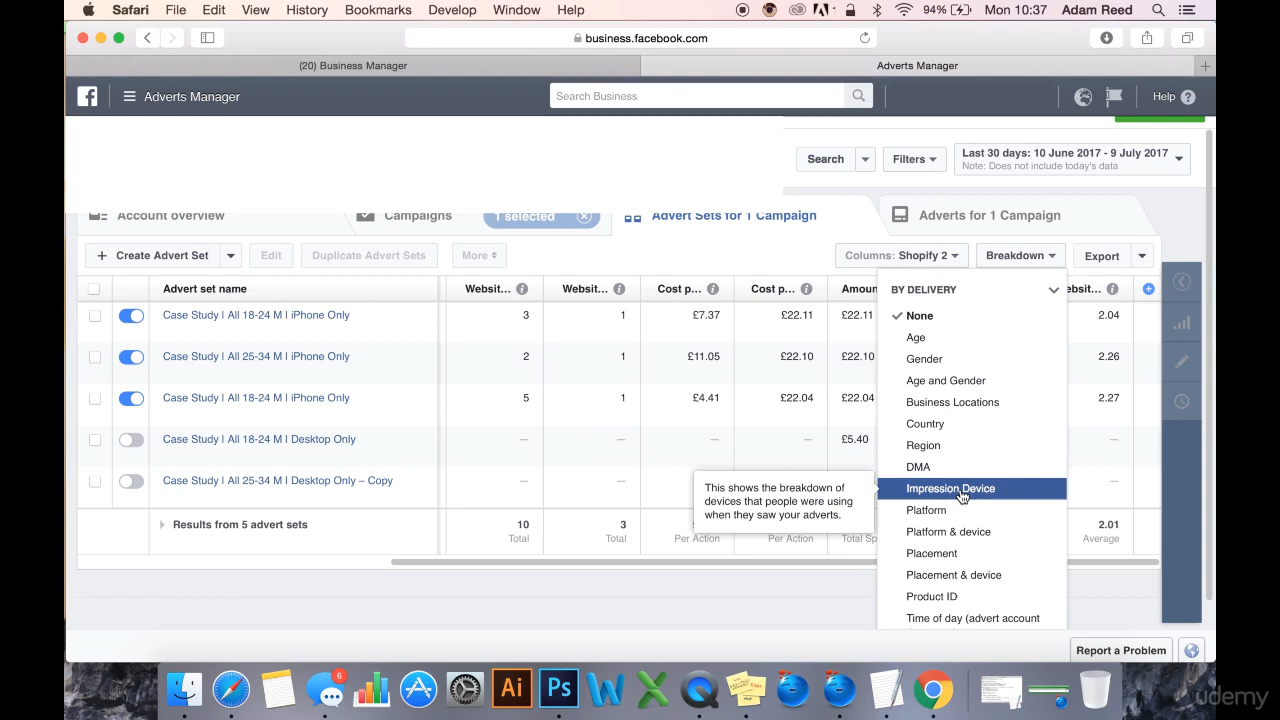 Safari File Edit View History Bookmarks Develop Window Help 94% Mon 10:37 Adam Reed
business.facebook.com
(20) Business Manager Adverts Manager
Adverts Manager Search Business Help
Search Filters Last 30 days: 10 June 2017 - 9 July 2017
Note: Does not include today's data
Account overview Campaigns 1 selected Advert Sets for 1 Campaign Adverts for 1 Campaign
+ Create Advert Set Edit Duplicate Advert Sets More Columns: Shopify 2 Breakdown Export
Advert set name Websit... Websit... Cost p... Cost p... Amoun ebsit...
Case Study | All 18-24 M | iPhone Only 3 1 £7.37 £22.11 £22.11 2.04
Case Study | All 25-34 M | iPhone Only 2 1 £11.05 £22.10 £22.10 2.26
Case Study | All 18-24 M | iPhone Only 5 1 £4.41 £22.04 £22.04 2.27
Case Study | All 18-24 M | Desktop Only — — — — £5.40 —
Case Study | All 25-34 M | Desktop Only – Copy — — —
Results from 5 advert sets 10 3 2.01
Total Total Per Action Per Action Total Sp Average
BY DELIVERY
None
Age
Gender
Age and Gender
Business Locations
Country
Region
DMA
Impression Device
Platform
Platform & device
Placement
Placement & device
Product ID
Time of day (advert account
This shows the breakdown of
devices that people were using
when they saw your adverts.
Report a Problem
6
Ai Ps
udemy